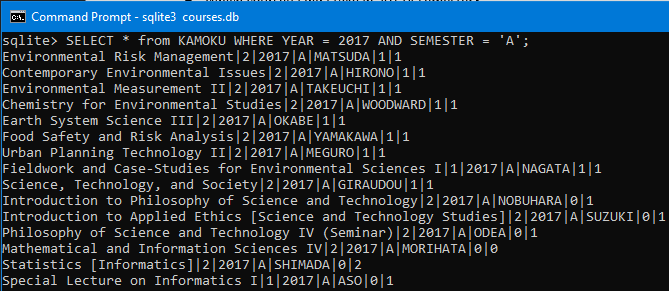 Command Prompt - sqlite3 courses.db
sqlite> SELECT * from KAMOKU WHERE YEAR = 2017 AND SEMESTER = 'A';
Environmental Risk Management|2|2017|A|MATSUDA|1|1
Contemporary Environmental Issues|2|2017|A|HIRONO|1|1
Environmental Measurement II|2|2017|A|TAKEUCHI|1|1
Chemistry for Environmental Studies|2|2017|A|WOODWARD|1|1
Earth System Science III|2|2017|A|OKABE|1|1
Food Safety and Risk Analysis|2|2017|A|YAMAKAWA|1|1
Urban Planning Technology II|2|2017|A|MEGURO|1|1
Fieldwork and Case-Studies for Environmental Sciences I|1|2017|A|NAGATA|1|1
Science, Technology, and Society|2|2017|A|GIRAUDOU|1|1
Introduction to Philosophy of Science and Technology|2|2017|A|NOBUHARA|0|1
Introduction to Applied Ethics [Science and Technology Studies]|2|2017|A|SUZUKI|0|1
Philosophy of Science and Technology IV (Seminar)|2|2017|A|ODEA|0|1
Mathematical and Information Sciences IV|2|2017|A|MORIHATA|0|0
Statistics [Informatics]|2|2017|A|SHIMADA|0|2
Special Lecture on Informatics I|1|2017|A|ASO|0|1